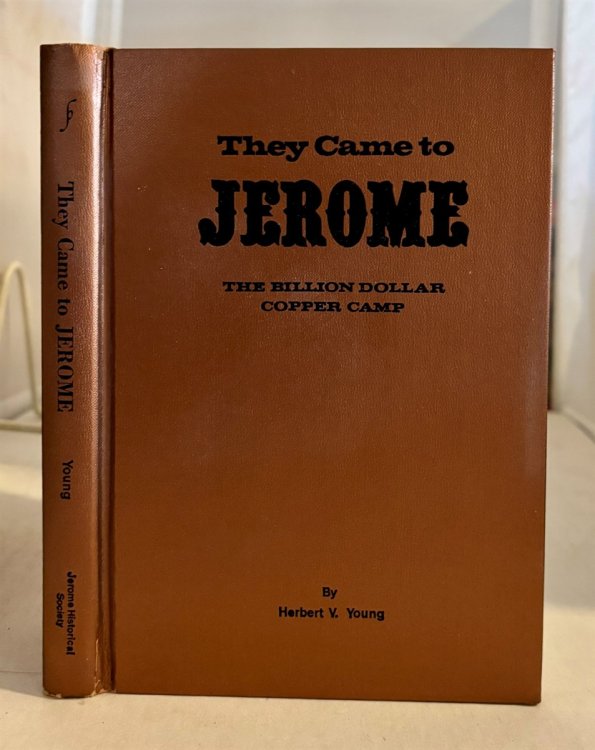 They Came to
JEROME
THE BILLION DOLLAR
COPPER CAMP
By
Herbert V. Young
They Came to JEROME
Young
Jerome Historical
Society